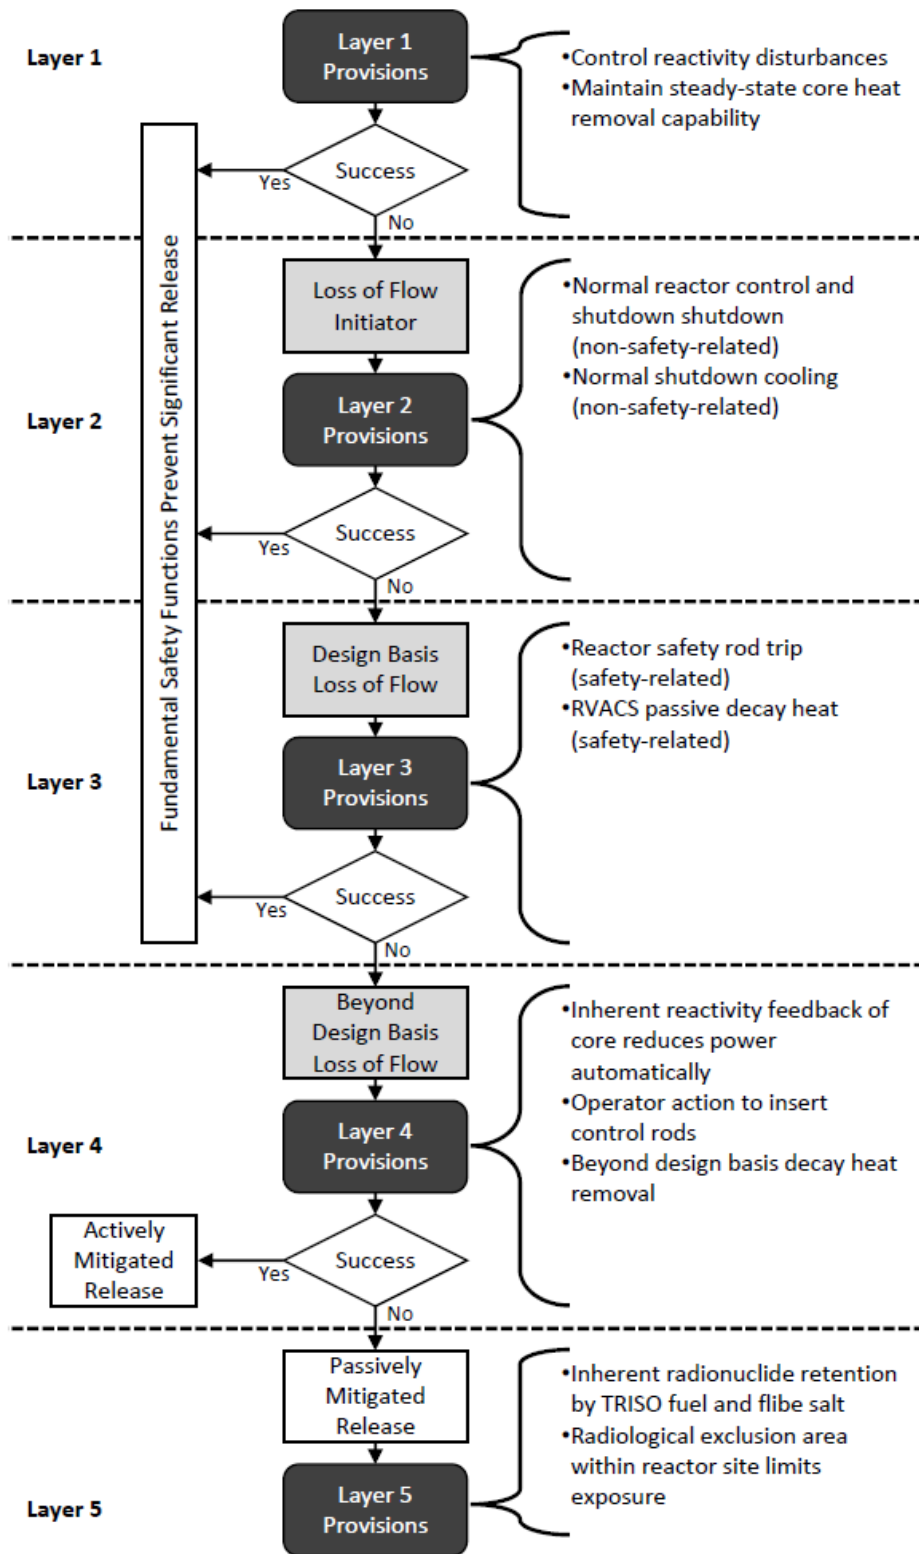 Layer 1
Layer 1
Provisions
•Control reactivity disturbances
•Maintain steady-state core heat
removal capability
Success
Yes
No
Fundamental Safety Functions Prevent Significant Release
Layer 2
Loss of Flow
Initiator
Layer 2
Provisions
•Normal reactor control and
shutdown shutdown
(non-safety-related)
•Normal shutdown cooling
(non-safety-related)
Success
Yes
No
Layer 3
Design Basis
Loss of Flow
Layer 3
Provisions
•Reactor safety rod trip
(safety-related)
•RVACS passive decay heat
(safety-related)
Success
Yes
No
Layer 4
Beyond
Design Basis
Loss of Flow
Layer 4
Provisions
•Inherent reactivity feedback of
core reduces power
automatically
•Operator action to insert
control rods
•Beyond design basis decay heat
removal
Success
Yes
Actively
Mitigated
Release
No
Layer 5
Passively
Mitigated
Release
Layer 5
Provisions
•Inherent radionuclide retention
by TRISO fuel and flibe salt
•Radiological exclusion area
within reactor site limits
exposure